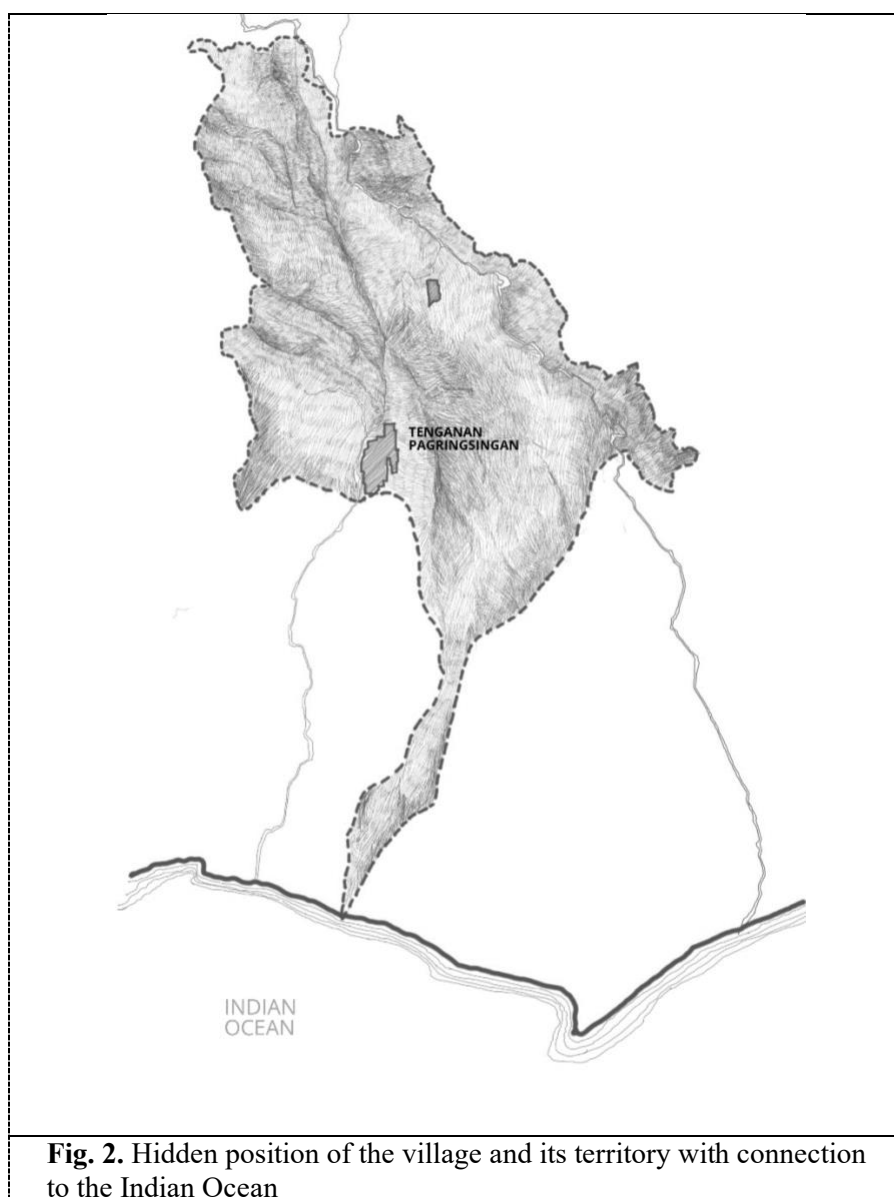 TENGANAN
PAGRINGSINGAN
INDIAN
OCEAN
Fig. 2. Hidden position of the village and its territory with connection
to the Indian Ocean